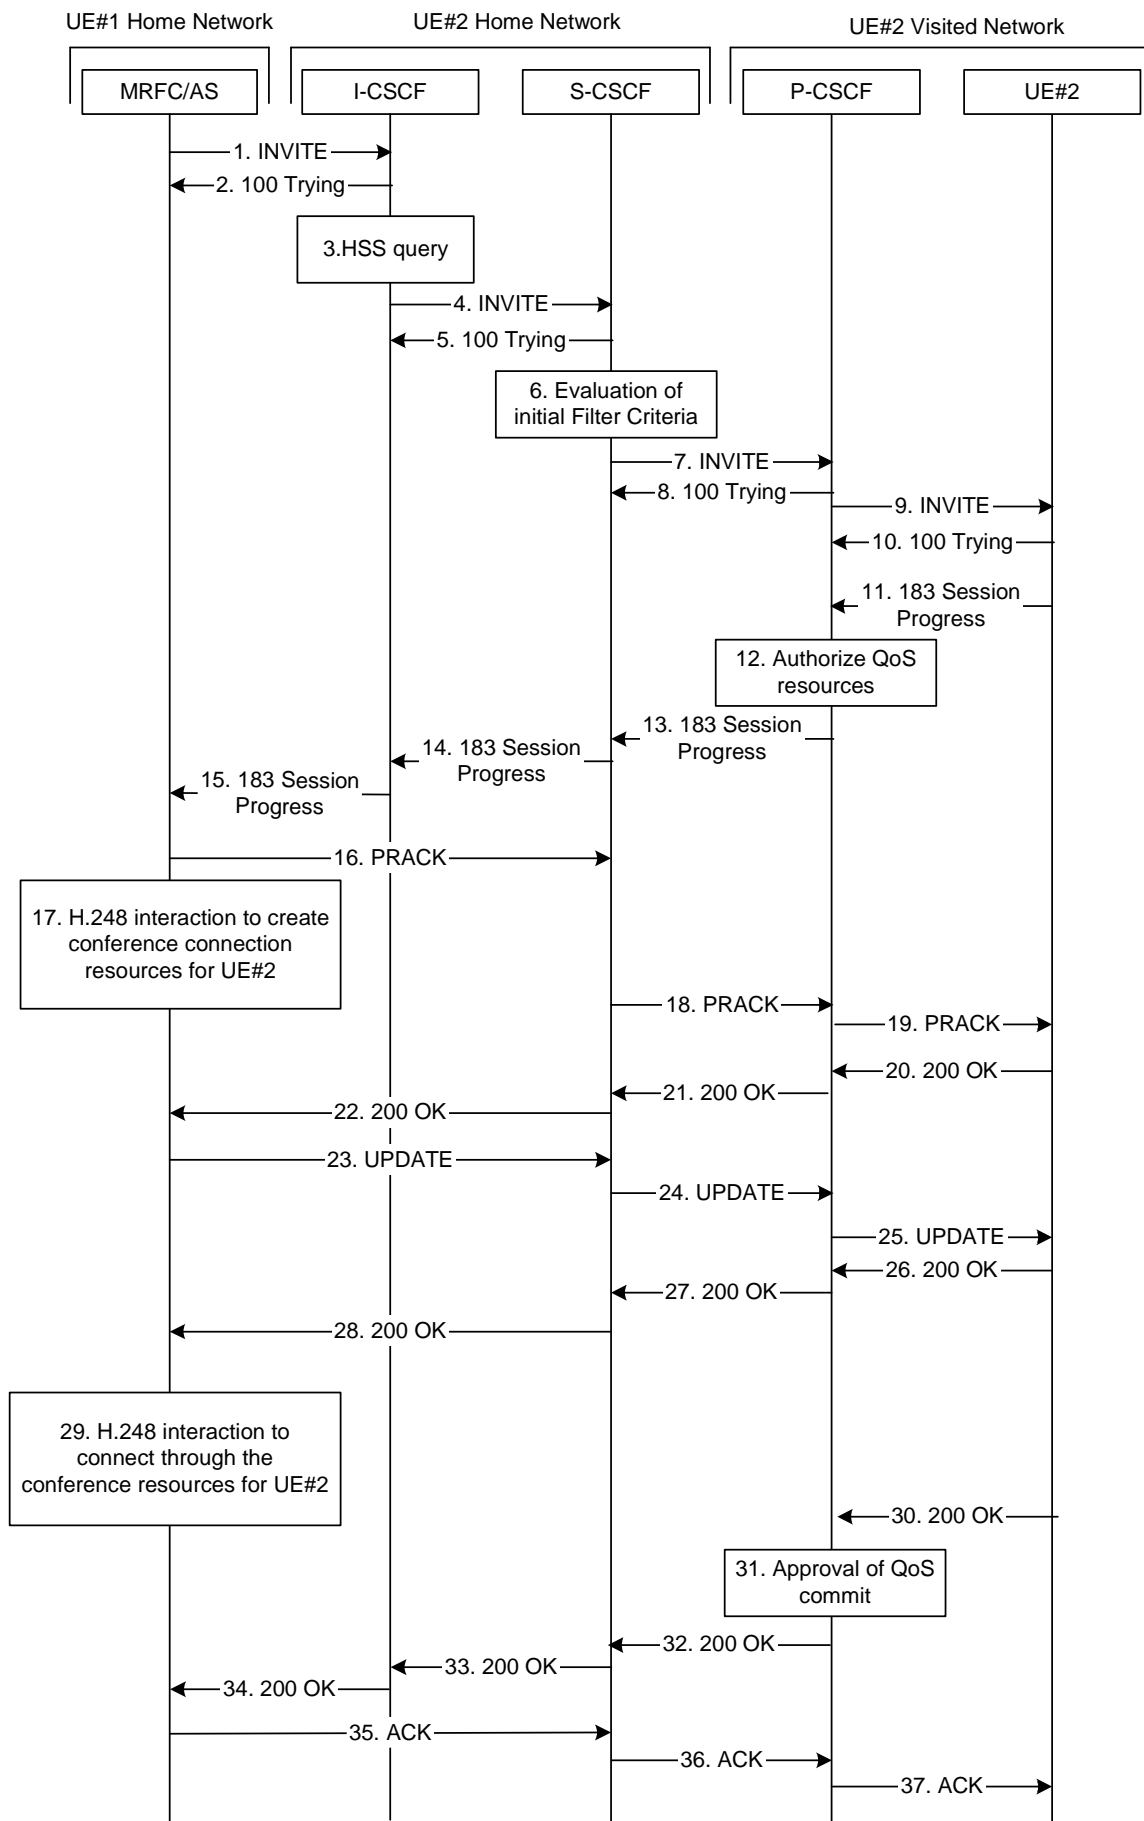 UE#1 Home Network
UE#2 Home Network
UE#2 Visited Network
MRFC/AS
I-CSCF
S-CSCF
P-CSCF
UE#2
1. INVITE
2. 100 Trying
3.HSS query
4. INVITE
5. 100 Trying
6. Evaluation of
initial Filter Criteria
7. INVITE
8. 100 Trying
9. INVITE
10. 100 Trying
11. 183 Session
Progress
12. Authorize QoS
resources
13. 183 Session
Progress
14. 183 Session
Progress
15. 183 Session
Progress
16. PRACK
17. H.248 interaction to create
conference connection
resources for UE#2
18. PRACK
19. PRACK
20. 200 OK
21. 200 OK
22. 200 OK
23. UPDATE
24. UPDATE
25. UPDATE
26. 200 OK
27. 200 OK
28. 200 OK
29. H.248 interaction to
connect through the
conference resources for UE#2
30. 200 OK
31. Approval of QoS
commit
32. 200 OK
33. 200 OK
34. 200 OK
35. ACK
36. ACK
37. ACK